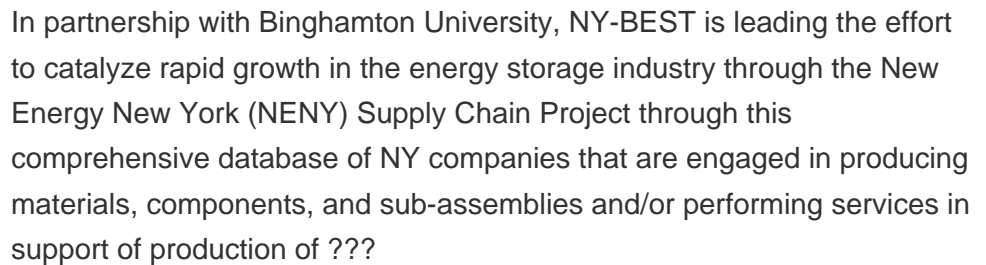 In partnership with Binghamton University, NY-BEST is leading the effort
to catalyze rapid growth in the energy storage industry through the New
Energy New York (NENY) Supply Chain Project through this
comprehensive database of NY companies that are engaged in producing
materials, components, and sub-assemblies and/or performing services in
support of production of ???